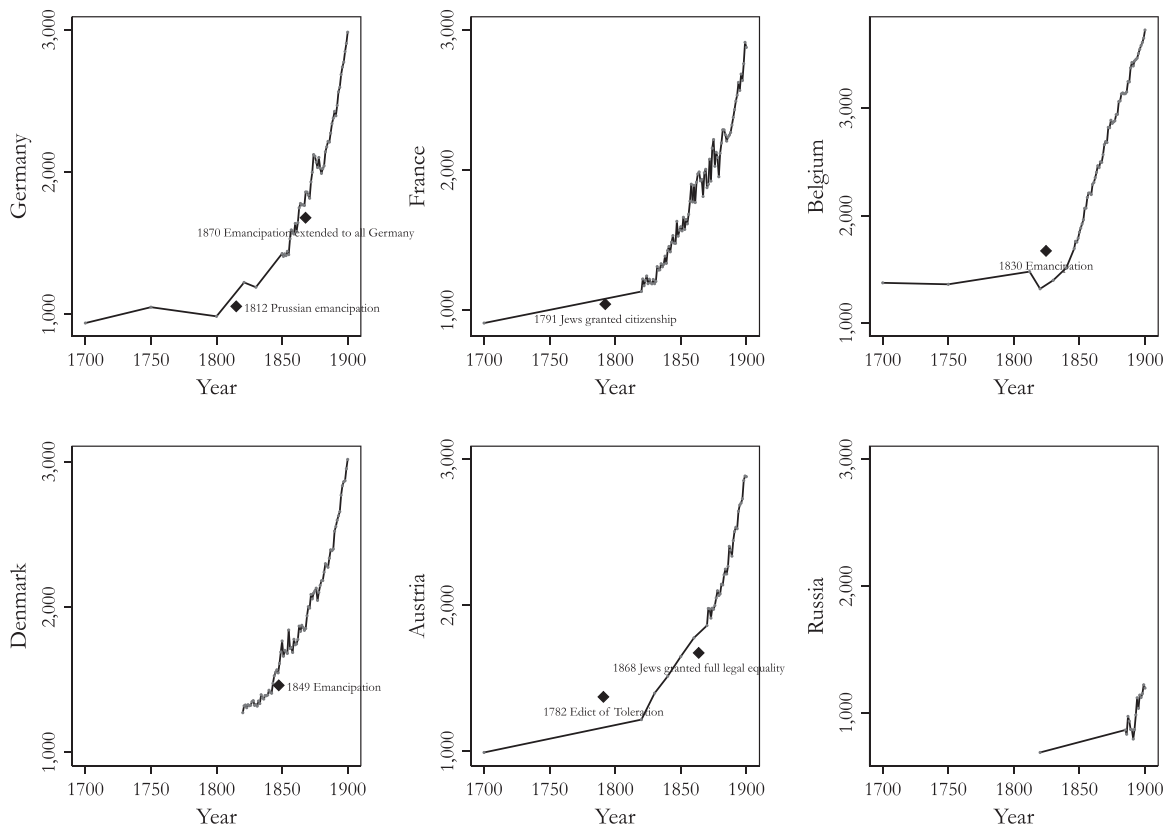 Germany
3,000
2,000
1,000
1870 Emancipation extended to all Germany
1812 Prussian emancipation
1700 1750 1800 1850 1900
Year
France
3,000
2,000
1,000
1791 Jews granted citizenship
1700 1750 1800 1850 1900
Year
Belgium
3,000
2,000
1,000
1830 Emancipation
1700 1750 1800 1850 1900
Year
Denmark
3,000
2,000
1,000
1849 Emancipation
1700 1750 1800 1850 1900
Year
Austria
3,000
2,000
1,000
1868 Jews granted full legal equality
1782 Edict of Toleration
1700 1750 1800 1850 1900
Year
Russia
3,000
2,000
1,000
1700 1750 1800 1850 1900
Year